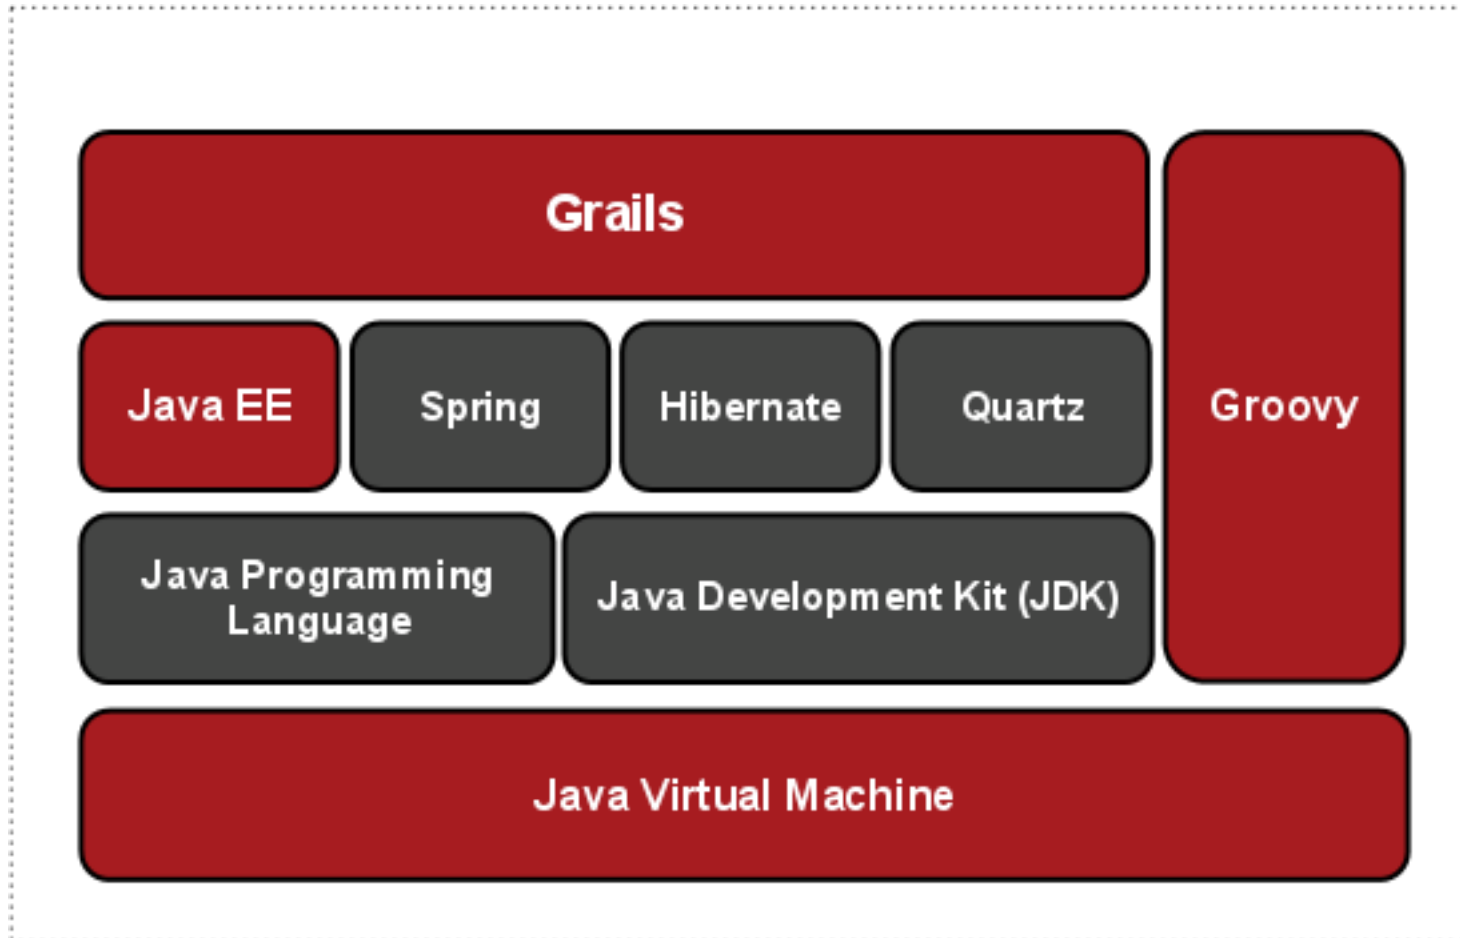 Grails
Java EE
Spring
Hibernate
Quartz
Groovy
Java Programming
Language
Java Development Kit (JDK)
Java Virtual Machine